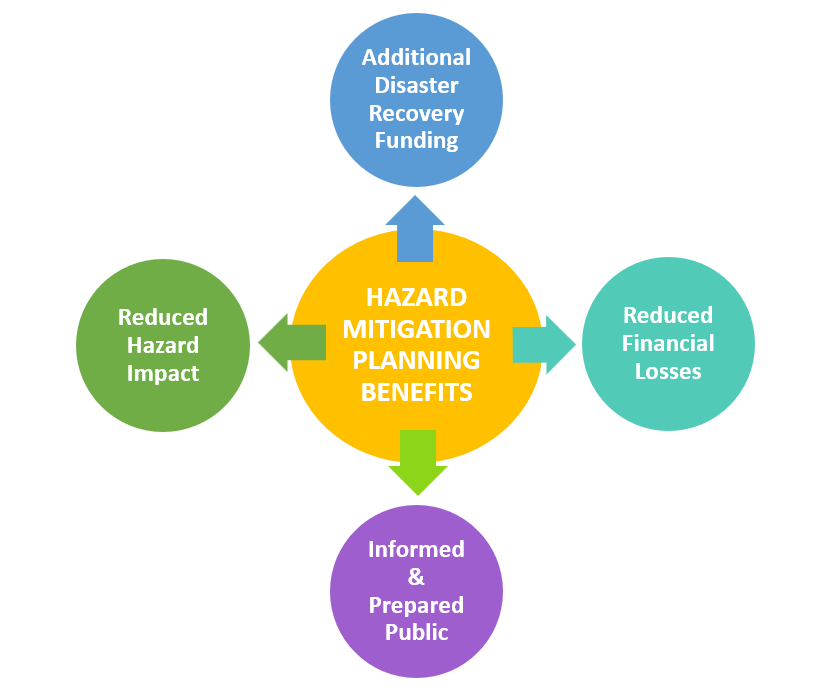 Additional
Disaster
Recovery
Funding
Reduced
Hazard
Impact
HAZARD
MITIGATION
PLANNING
BENEFITS
Reduced
Financial
Losses
Informed
&
Prepared
Public